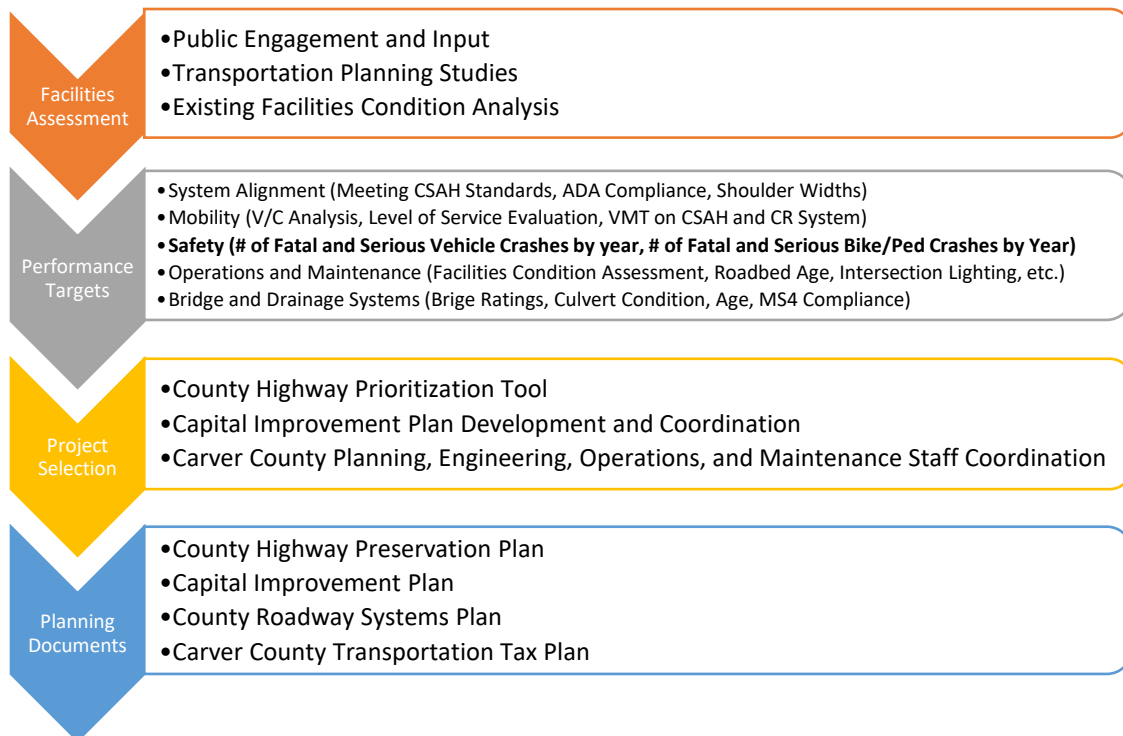 Facilities
Assessment
•Public Engagement and Input
•Transportation Planning Studies
•Existing Facilities Condition Analysis
Performance
Targets
•System Alignment (Meeting CSAH Standards, ADA Compliance, Shoulder Widths)
•Mobility (V/C Analysis, Level of Service Evaluation, VMT on CSAH and CR System)
•Safety (# of Fatal and Serious Vehicle Crashes by year, # of Fatal and Serious Bike/Ped Crashes by Year)
•Operations and Maintenance (Facilities Condition Assessment, Roadbed Age, Intersection Lighting, etc.)
•Bridge and Drainage Systems (Brige Ratings, Culvert Condition, Age, MS4 Compliance)
Project
Selection
•County Highway Prioritization Tool
•Capital Improvement Plan Development and Coordination
•Carver County Planning, Engineering, Operations, and Maintenance Staff Coordination
Planning
Documents
•County Highway Preservation Plan
•Capital Improvement Plan
•County Roadway Systems Plan
•Carver County Transportation Tax Plan